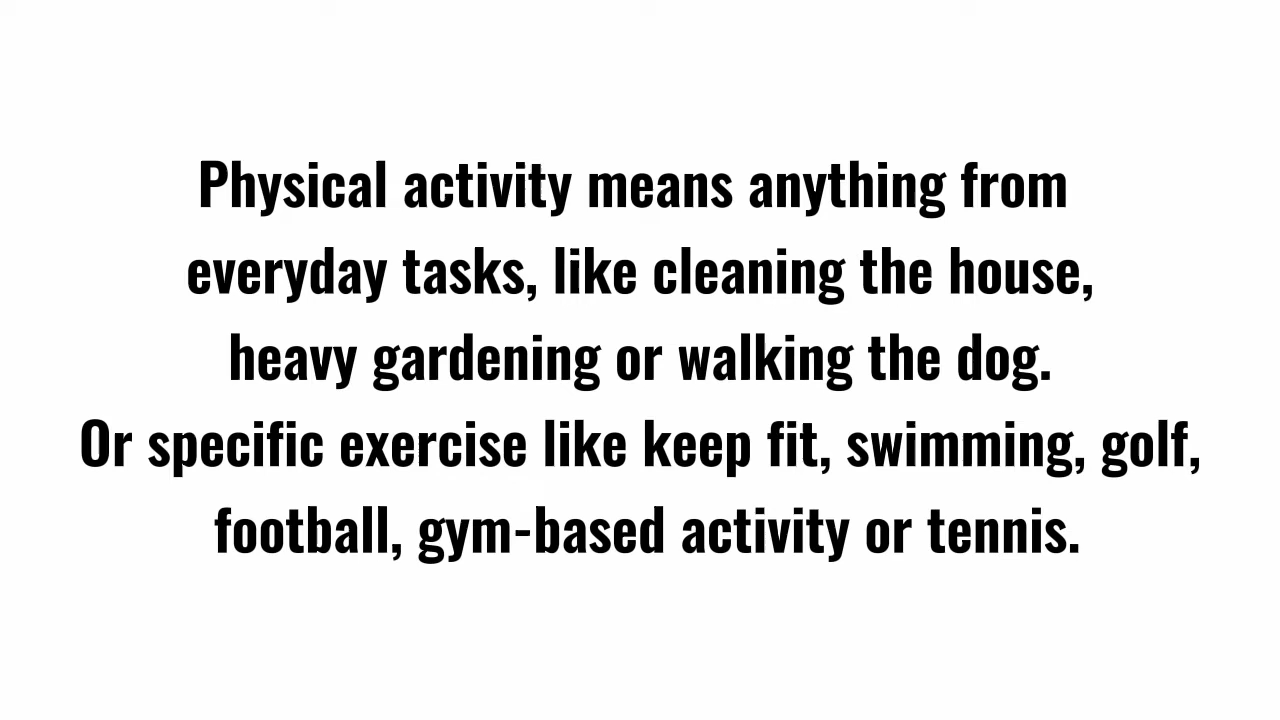 Physical activity means anything from
everyday tasks, like cleaning the house,
heavy gardening or walking the dog.
Or specific exercise like keep fit, swimming, golf,
football, gym-based activity or tennis.